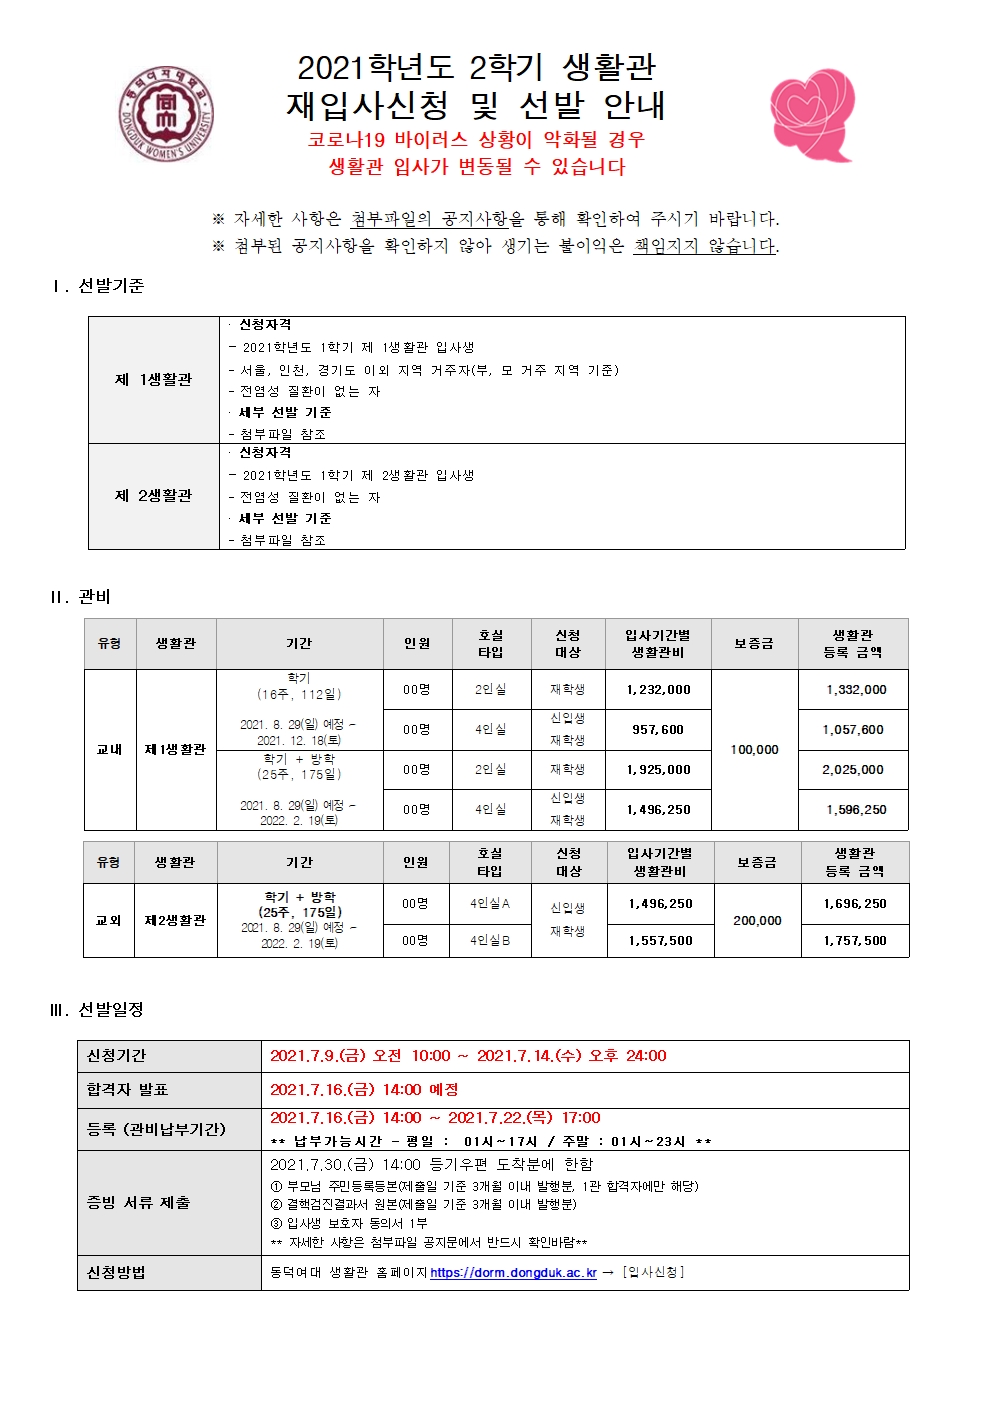 2021학년도 2학기 생활관
재입사신청 및 선발 안내
코로나19 바이러스 상황이 악화될 경우
생활관 입사가 변동될 수 있습니다
동덕여자대학교
DONGDUK WOMEN'S UNIVERSITY
※ 자세한 사항은 첨부파일의 공지사항을 통해 확인하여 주시기 바랍니다.
※ 첨부된 공지사항을 확인하지 않아 생기는 불이익은 책임지지 않습니다.
Ⅰ. 선발기준
제 1생활관
· 신청자격
- 2021학년도 1학기 제 1생활관 입사생
- 서울, 인천, 경기도 이외 지역 거주자(부, 모 거주 지역 기준)
- 전염성 질환이 없는 자
· 세부 선발 기준
- 첨부파일 참조
제 2생활관
· 신청자격
- 2021학년도 1학기 제 2생활관 입사생
- 전염성 질환이 없는 자
· 세부 선발 기준
- 첨부파일 참조
Ⅱ. 관비
유형 생활관 기간 인원 호실 타입 신청 대상 입사기간별 생활관비 보증금 생활관 등록 금액
교내 제1생활관
학기
(16주, 112일)
2021. 8. 29(일) 예정 -
2021. 12. 18(토)
00명 2인실 재학생 1,232,000 100,000 1,332,000
00명 4인실 신입생 재학생 957,600 1,057,600
학기 + 방학
(25주, 175일)
2021. 8. 29(일) 예정 -
2022. 2. 19(토)
00명 2인실 재학생 1,925,000 2,025,000
00명 4인실 신입생 재학생 1,496,250 1,596,250
유형 생활관 기간 인원 호실 타입 신청 대상 입사기간별 생활관비 보증금 생활관 등록 금액
교외 제2생활관
학기 + 방학
(25주, 175일)
2021. 8. 29(일) 예정 -
2022. 2. 19(토)
00명 4인실A 신입생 재학생 1,496,250 200,000 1,696,250
00명 4인실B 1,557,500 1,757,500
Ⅲ. 선발일정
신청기간 2021.7.9.(금) 오전 10:00 ~ 2021.7.14.(수) 오후 24:00
합격자 발표 2021.7.16.(금) 14:00 예정
등록 (관비납부기간) 2021.7.16.(금) 14:00 ~ 2021.7.22.(목) 17:00
** 납부가능시간 - 평일 : 01시~17시 / 주말 : 01시~23시 **
증빙 서류 제출
2021.7.30.(금) 14:00 등기우편 도착분에 한함
① 부모님 주민등록등본(제출일 기준 3개월 이내 발행분, 1관 합격자에만 해당)
② 결핵검진결과서 원본(제출일 기준 3개월 이내 발행분)
③ 입사생 보호자 동의서 1부
** 자세한 사항은 첨부파일 공지문에서 반드시 확인바람**
신청방법 동덕여대 생활관 홈페이지https://dorm.dongduk.ac.kr → [입사신청]